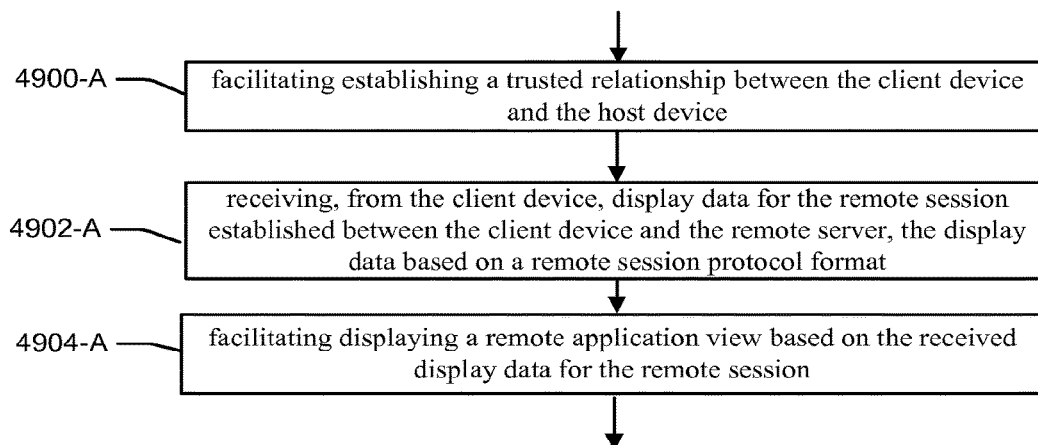 4900-A
facilitating establishing a trusted relationship between the client device
and the host device
receiving, from the client device, display data for the remote session
4902-A
established between the client device and the remote server, the display
data based on a remote session protocol format
4904-A
facilitating displaying a remote application view based on the received
display data for the remote session